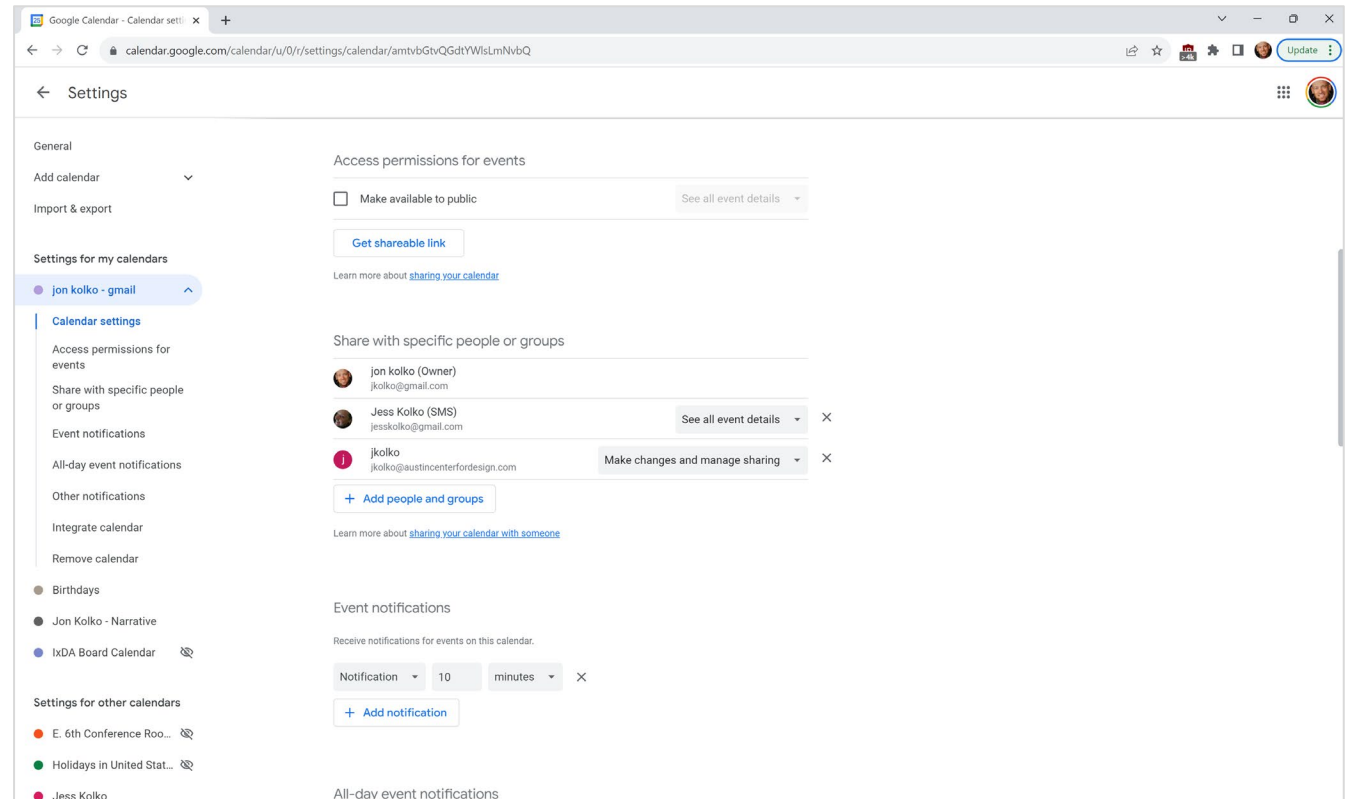 Google Calendar - Calendar setti
calendar.google.com/calendar/u/0/r/settings/calendar/amtvbGtvQGdtYWlsLmNvbQ
>4k
Update
Settings
General
Add calendar
Import & export
Settings for my calendars
jon kolko - gmail
Calendar settings
Access permissions for
events
Share with specific people
or groups
Event notifications
All-day event notifications
Other notifications
Integrate calendar
Remove calendar
Birthdays
Jon Kolko - Narrative
IxDA Board Calendar
Settings for other calendars
E. 6th Conference Roo...
Holidays in United Stat...
Jess Kolko
Access permissions for events
Make available to public See all event details
Get shareable link
Learn more about sharing your calendar
Share with specific people or groups
jon kolko (Owner)
jkolko@gmail.com
Jess Kolko (SMS)
jesskolko@gmail.com
See all event details
j
jkolko
jkolko@austincenterfordesign.com
Make changes and manage sharing
+ Add people and groups
Learn more about sharing your calendar with someone
Event notifications
Receive notifications for events on this calendar.
Notification 10 minutes
+ Add notification
All-day event notifications